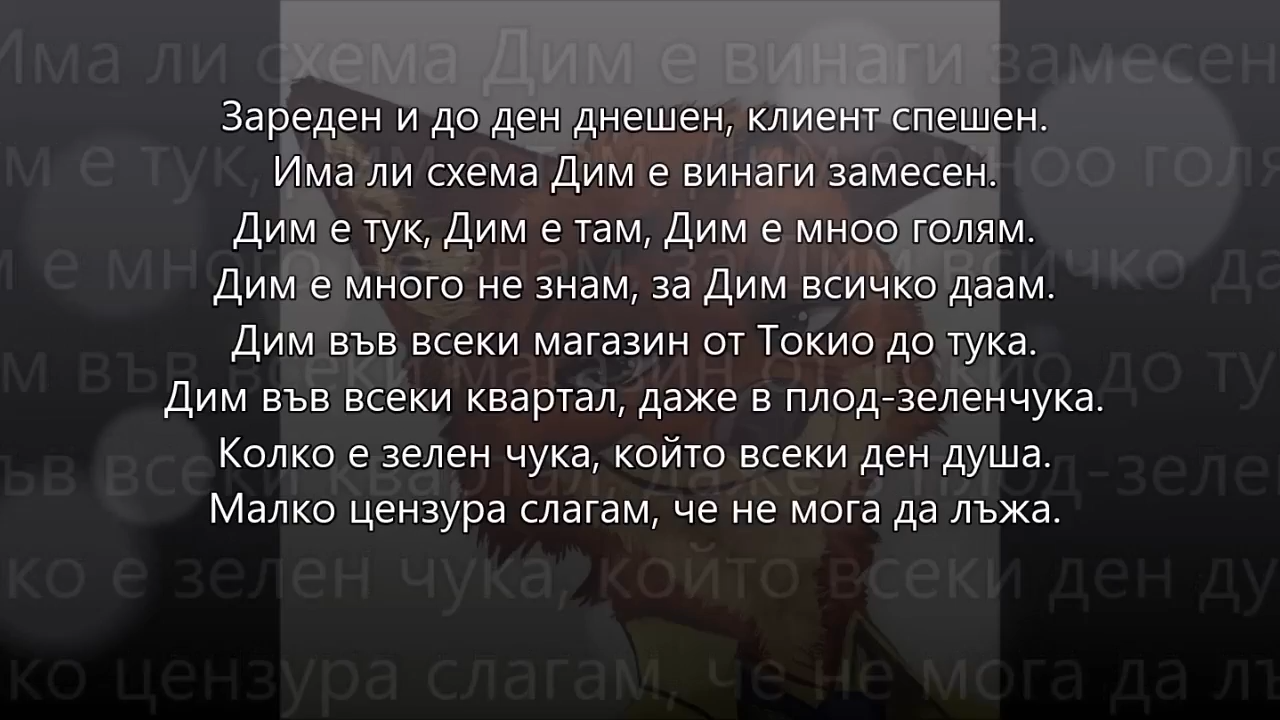 Зареден и до ден днешен, клиент спешен.
Има ли схема Дим е винаги замесен.
Дим е тук, Дим е там, Дим е мноо голям.
Дим е много не знам, за Дим всичко даам.
Дим във всеки магазин от Токио до тука.
Дим във всеки квартал, даже в плод-зеленчука.
Колко е зелен чука, който всеки ден душа.
Малко цензура слагам, че не мога да лъжа.